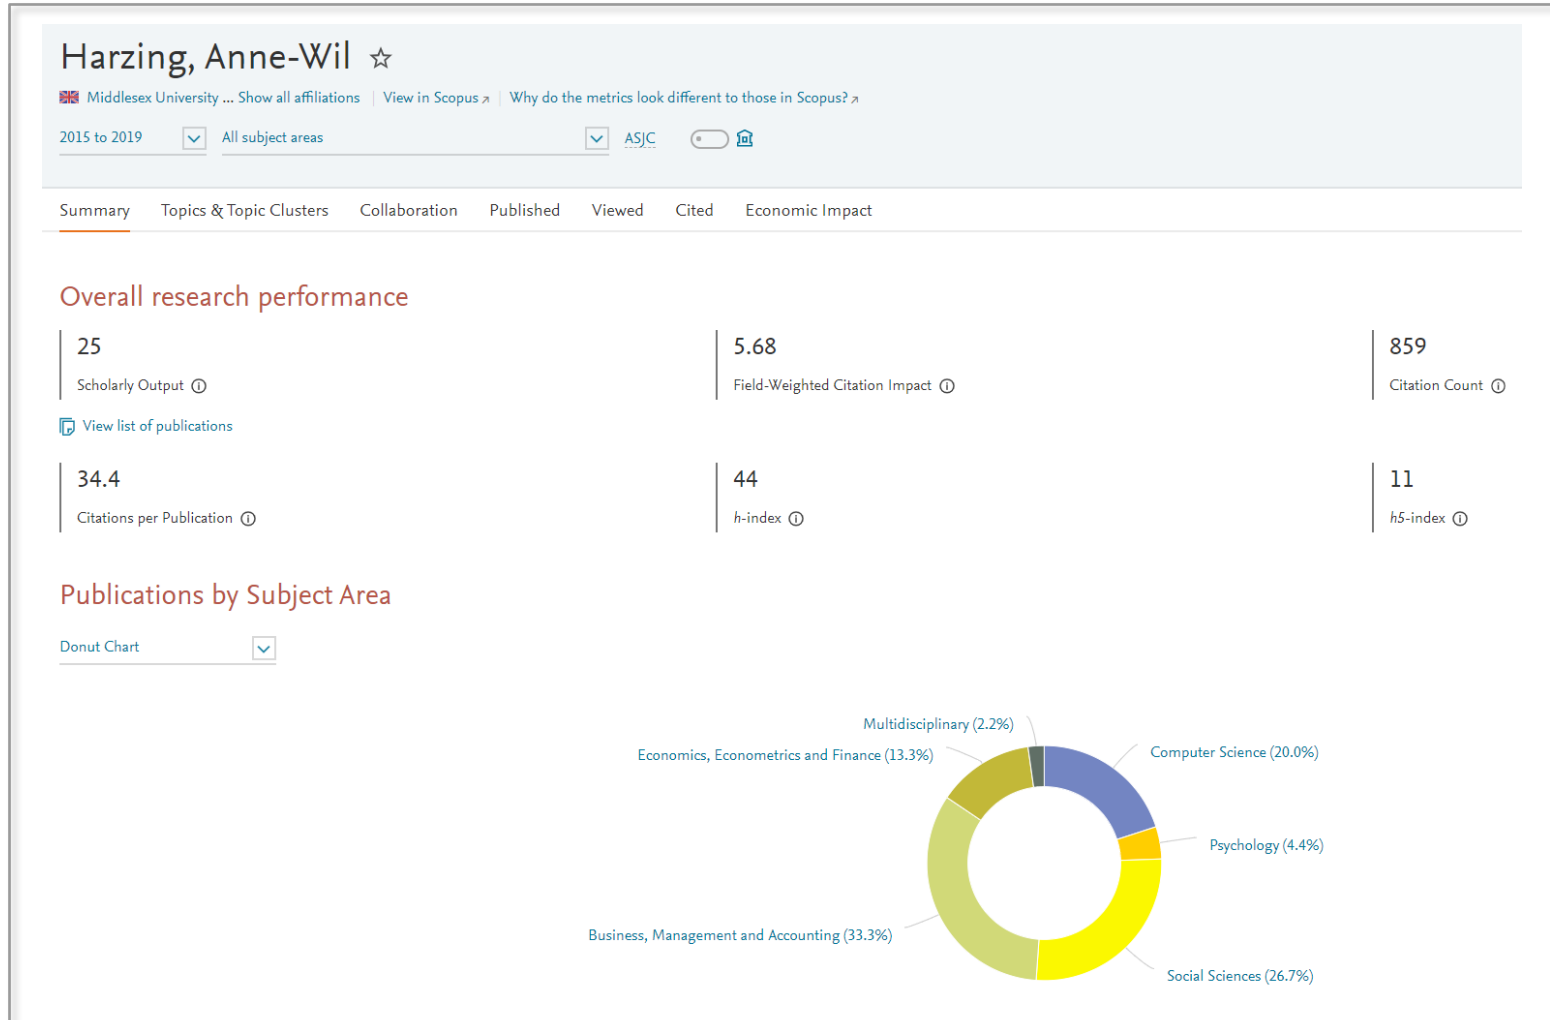 Harzing, Anne-Wil
Middlesex University ... Show all affiliations View in Scopus Why do the metrics look different to those in Scopus?
2015 to 2019 All subject areas ASJC
Summary Topics & Topic Clusters Collaboration Published Viewed Cited Economic Impact
Overall research performance
25 5.68 859
Scholarly Output Field-Weighted Citation Impact Citation Count
View list of publications
34.4 44 11
Citations per Publication h-index h5-index
Publications by Subject Area
Donut Chart
Multidisciplinary (2.2%)
Economics, Econometrics and Finance (13.3%) Computer Science (20.0%)
Psychology (4.4%)
Business, Management and Accounting (33.3%)
Social Sciences (26.7%)